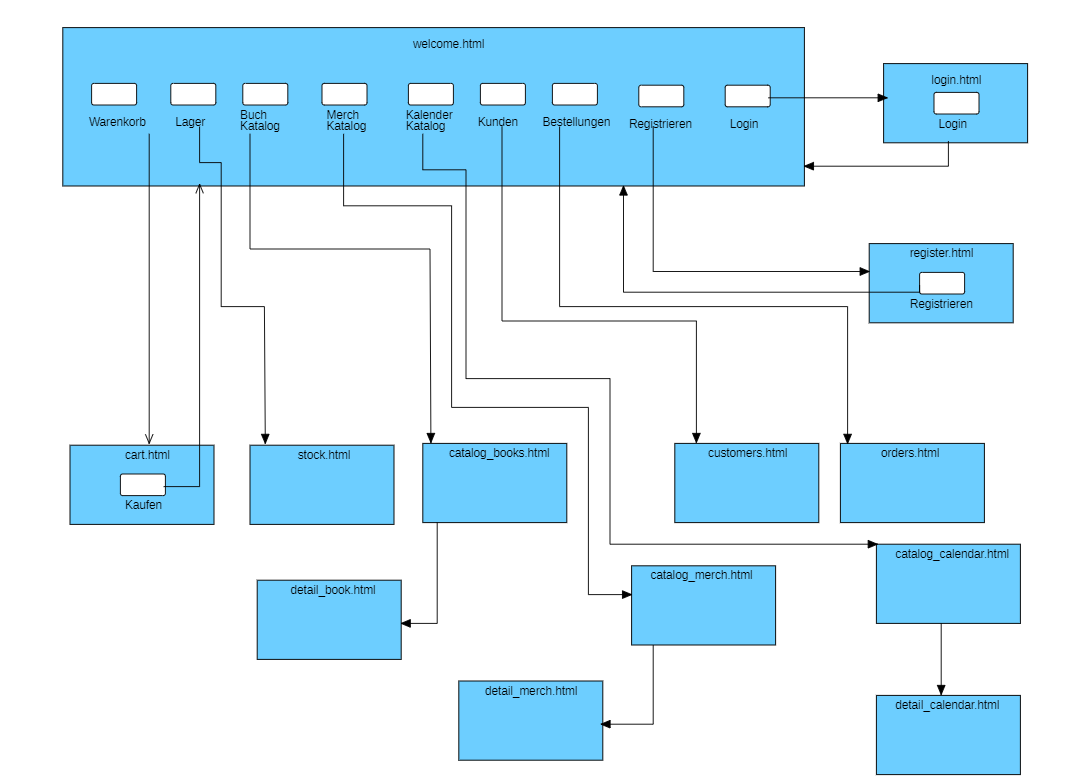 welcome.html
Warenkorb
Lager
Buch
Katalog
Merch
Katalog
Kalender
Katalog
Kunden
Bestellungen
Registrieren
Login
login.html
Login
register.html
Registrieren
cart.html
Kaufen
stock.html
catalog_books.html
customers.html
orders.html
catalog_calendar.html
catalog_merch.html
detail_book.html
detail_merch.html
detail_calendar.html